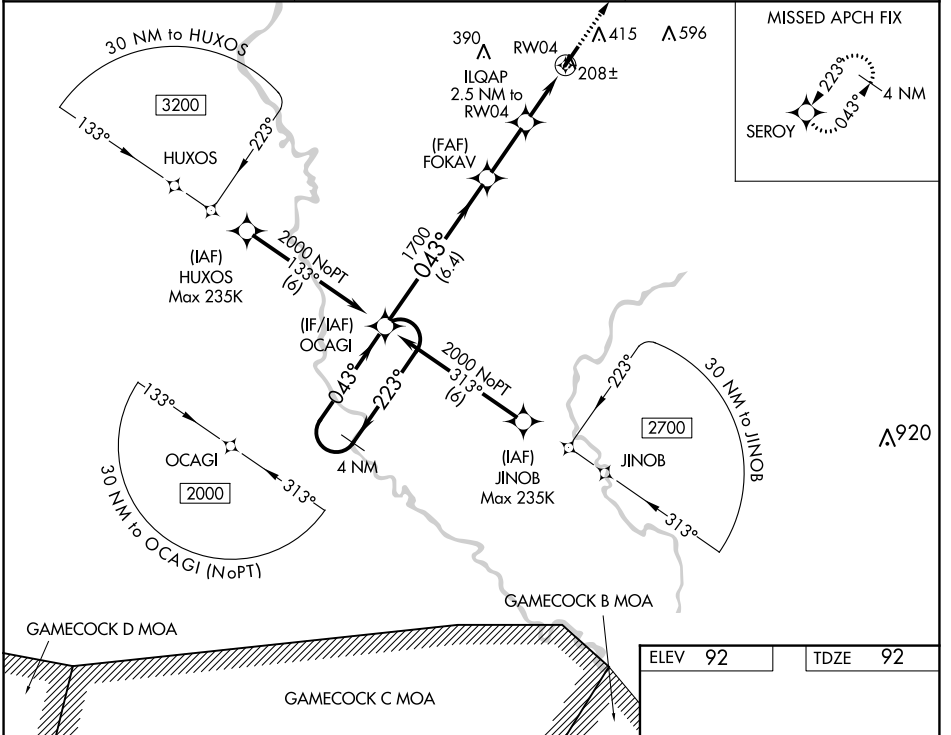 MISSED APCH FIX
223°
043°
4 NM
SEROY
30 NM to HUXOS
3200
133°
223°
HUXOS
390
415
596
RW04
208±
ILQAP
2.5 NM to
RW04
(FAF)
FOKAV
1700
043°
(6.4)
(IAF)
HUXOS
Max 235K
2000 NoPT
133°
(6)
(IF/IAF)
OCAGI
043°
223°
4 NM
2000 NoPT
313°
(6)
(IAF)
JINOB
Max 235K
223°
30 NM to JINOB
2700
JINOB
313°
920
133°
OCAGI
2000
313°
30 NM to OCAGI (NoPT)
GAMECOCK D MOA
GAMECOCK B MOA
GAMECOCK C MOA
ELEV 92
TDZE 92